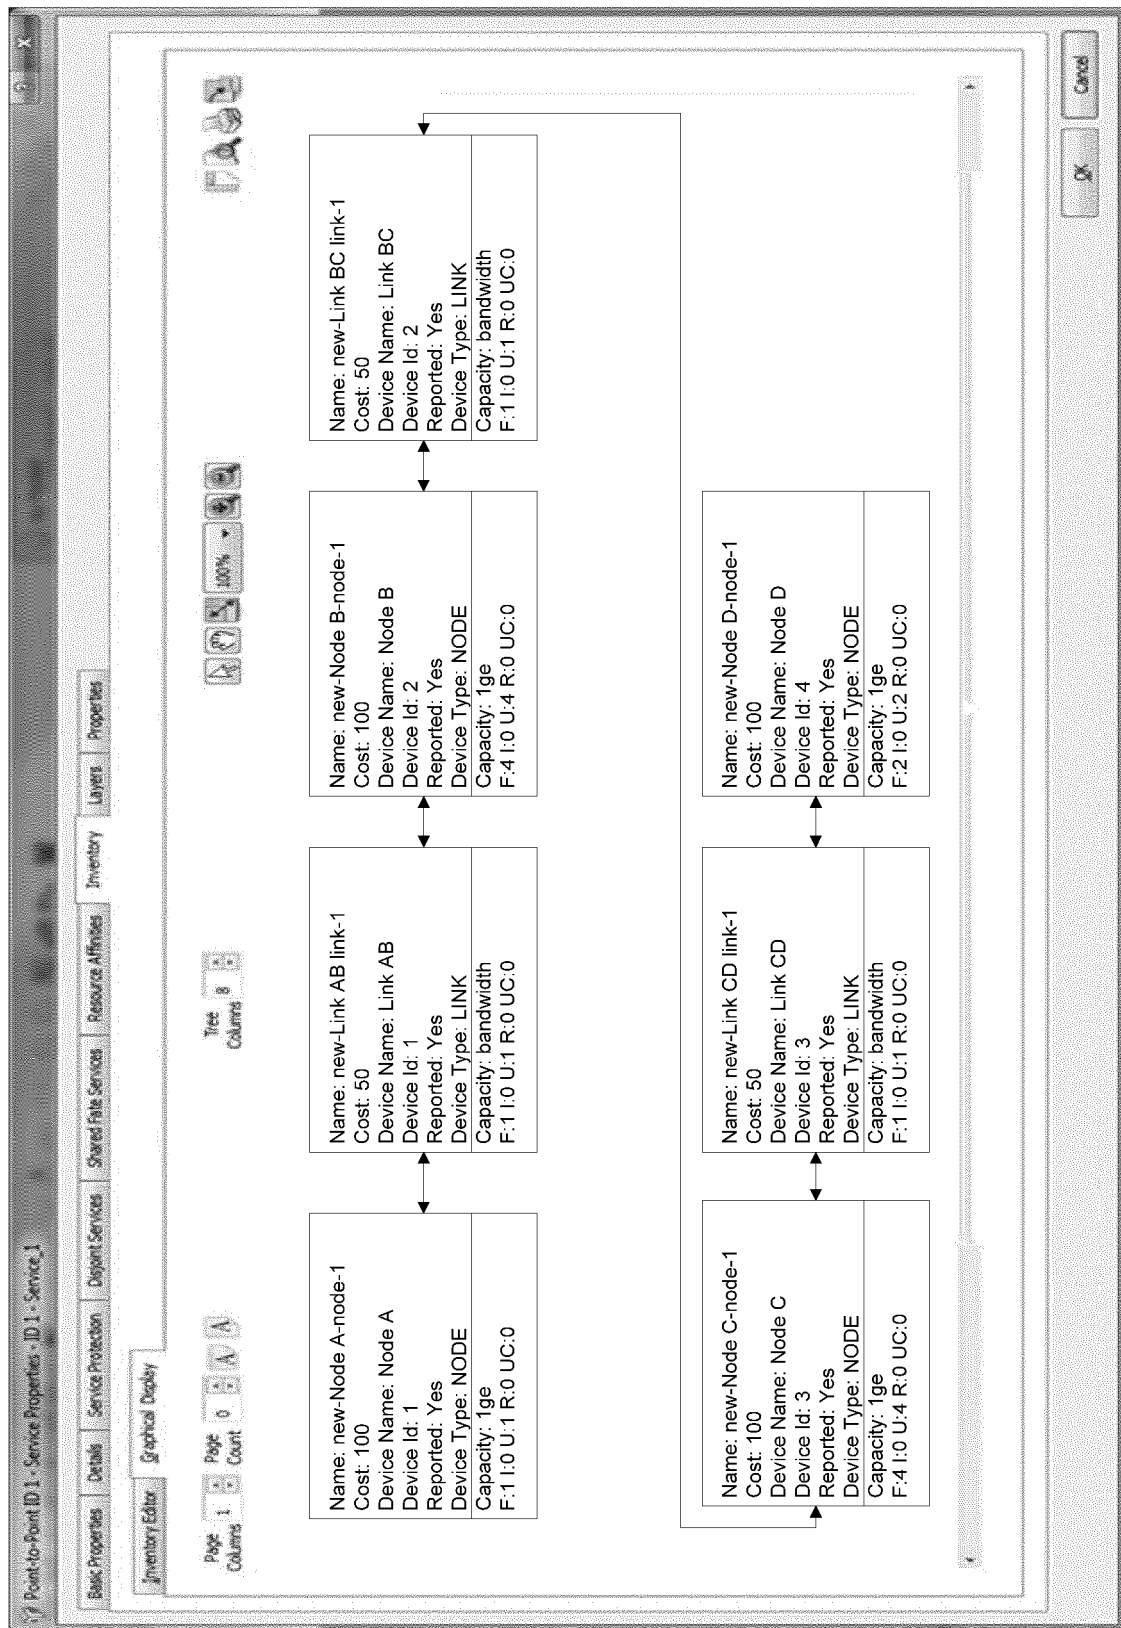 Point-to-Point ID 1 - Service Properties - ID 1 - Service_1
Basic Properties
Details
Service Protection
Disjoint Services
Shared Fate Services
Resource Affinities
Inventory
Layers
Properties
Inventory Editor
Graphical Display
Page Columns 1
Page Count 0
A
A
Tree Columns 8
100%
Name: new-Node A-node-1
Cost: 100
Device Name: Node A
Device Id: 1
Reported: Yes
Device Type: NODE
Capacity: 1ge
F:1 I:0 U:1 R:0 UC:0
Name: new-Link AB link-1
Cost: 50
Device Name: Link AB
Device Id: 1
Reported: Yes
Device Type: LINK
Capacity: bandwidth
F:1 I:0 U:1 R:0 UC:0
Name: new-Node B-node-1
Cost: 100
Device Name: Node B
Device Id: 2
Reported: Yes
Device Type: NODE
Capacity: 1ge
F:4 I:0 U:4 R:0 UC:0
Name: new-Link BC link-1
Cost: 50
Device Name: Link BC
Device Id: 2
Reported: Yes
Device Type: LINK
Capacity: bandwidth
F:1 I:0 U:1 R:0 UC:0
Name: new-Node C-node-1
Cost: 100
Device Name: Node C
Device Id: 3
Reported: Yes
Device Type: NODE
Capacity: 1ge
F:4 I:0 U:4 R:0 UC:0
Name: new-Link CD link-1
Cost: 50
Device Name: Link CD
Device Id: 3
Reported: Yes
Device Type: LINK
Capacity: bandwidth
F:1 I:0 U:1 R:0 UC:0
Name: new-Node D-node-1
Cost: 100
Device Name: Node D
Device Id: 4
Reported: Yes
Device Type: NODE
Capacity: 1ge
F:2 I:0 U:2 R:0 UC:0
OK
Cancel